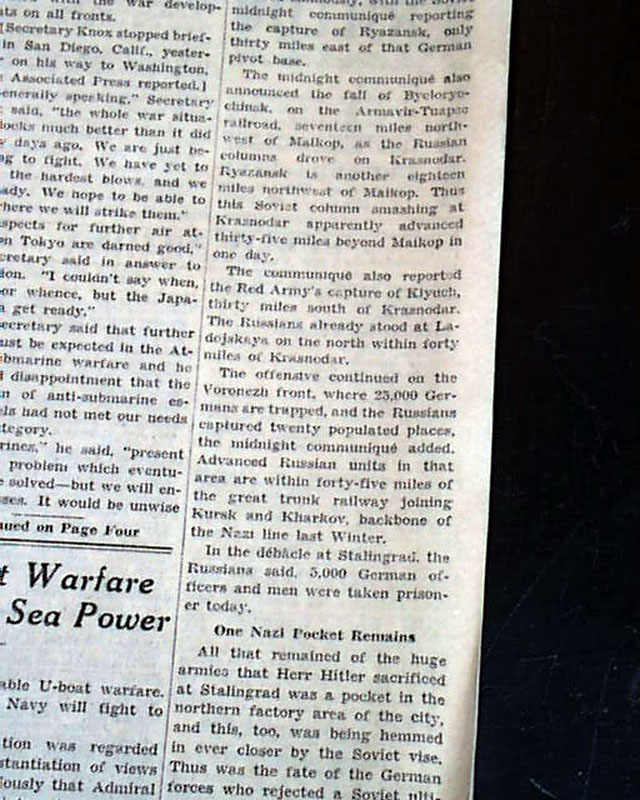 the war develop-
ts on all fronts.
[Secretary Knox stopped brief-
in San Diego, Calif., yester-
on his way to Washington,
Associated Press reported.]
enerally speaking," Secretary
said, "the whole war situa-
looks much better than it did
days ago. We are just be-
g to fight. We have yet to
the hardest blows, and we
ady. We hope to be able to
here we will strike them."
spects for further air at-
en Tokyo are darned good,"
cretary said in answer to
ion. "I couldn't say when,
or whence, but the Japa-
get ready."
ecretary said that further
ust be expected in the At-
bmarine warfare and he
disappointment that the
n of anti-submarine es-
els had not met our needs
tegory.
rines," he said, "present
problem which eventu-
solved—but we will en-
ses. It would be unwise
ued on Page Four
t Warfare
Sea Power
able U-boat warfare.
Navy will fight to
tion was regarded
stantiation of views
iously that Admiral
midnight communiqué reporting
the capture of Ryazansk, only
thirty miles east of that German
pivot base.
The midnight communiqué also
announced the fall of Byeloryo-
chinsk, on the Armavir-Tuapse
railroad, seventeen miles north-
west of Maikop, as the Russian
columns drove on Krasnodar.
Ryazansk is another eighteen
miles northwest of Maikop. Thus
this Soviet column smashing at
Krasnodar apparently advanced
thirty-five miles beyond Maikop in
one day.
The communiqué also reported
the Red Army's capture of Klyuch,
thirty miles south of Krasnodar.
The Russians already stood at La-
dojskaya on the north within forty
miles of Krasnodar.
The offensive continued on the
Voronezh front, where 25,000 Ger-
mans are trapped, and the Russians
captured twenty populated places,
the midnight communiqué added.
Advanced Russian units in that
area are within forty-five miles of
the great trunk railway joining
Kursk and Kharkov, backbone of
the Nazi line last Winter.
In the débâcle at Stalingrad, the
Russians said, 5,000 German of-
ficers and men were taken prison-
er today.
One Nazi Pocket Remains
All that remained of the huge
armies that Herr Hitler sacrificed
at Stalingrad was a pocket in the
northern factory area of the city,
and this, too, was being hemmed
in ever closer by the Soviet vise.
Thus was the fate of the German
forces who rejected a Soviet ulti-